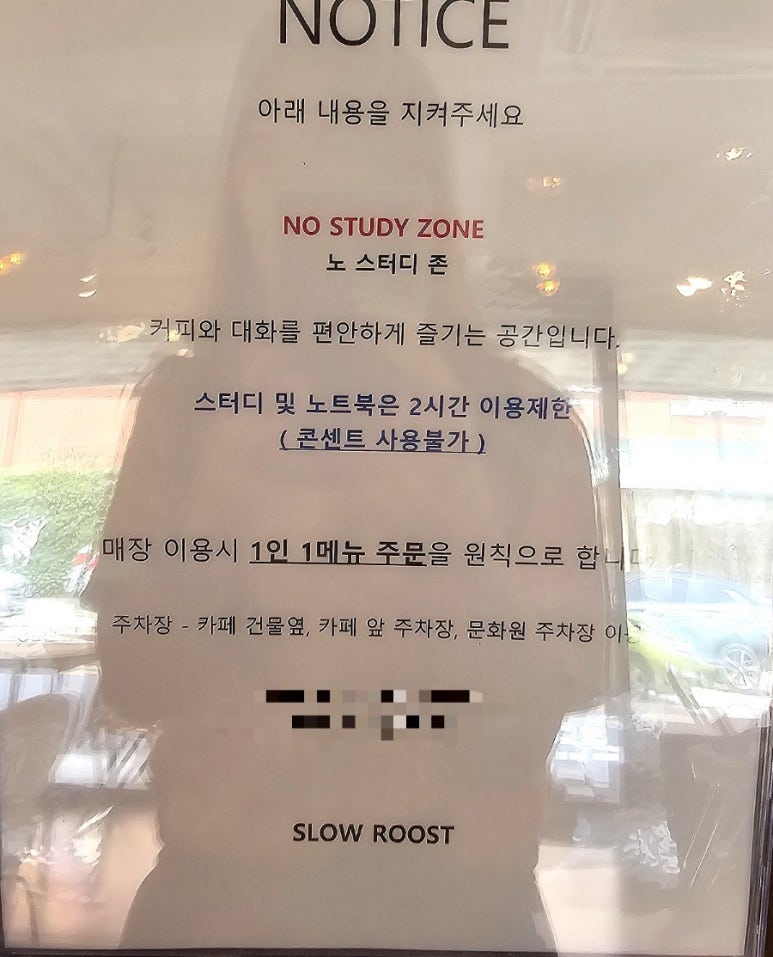 NOTICE
아래 내용을 지켜주세요
NO STUDY ZONE
노 스터디 존
커피와 대화를 편안하게 즐기는 공간입니다.
스터디 및 노트북은 2시간 이용제한
( 콘센트 사용불가 )
매장 이용시 1인 1메뉴 주문을 원칙으로 합니다
주차장 - 카페 건물옆, 카페 앞 주차장, 문화원 주차장 이용
SLOW ROOST